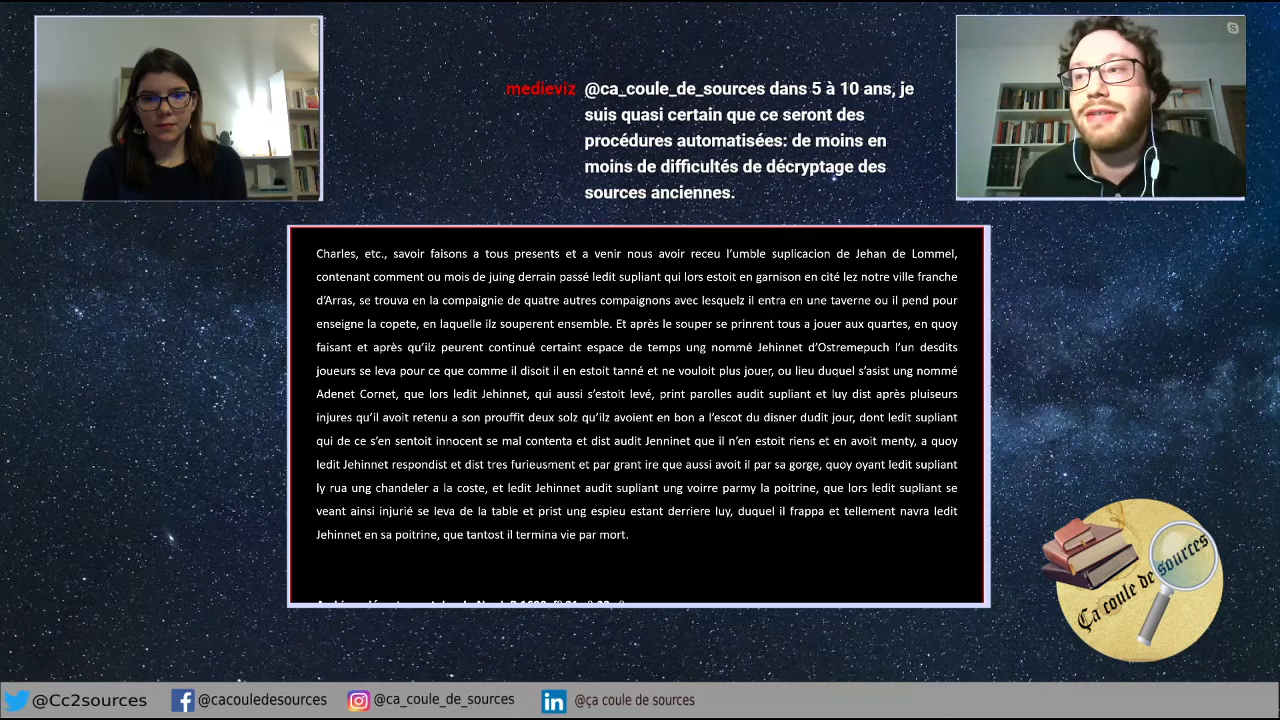 medieviz @ca_coule_de_sources dans 5 à 10 ans, je
suis quasi certain que ce seront des
procédures automatisées: de moins en
moins de difficultés de décryptage des
sources anciennes.
Charles, etc., savoir faisons a tous presents et a venir nous avoir receu l'umble suplicacion de Jehan de Lommel,
contenant comment ou mois de juing derrain passé ledit supliant qui lors estoit en garnison en cité lez notre ville franche
d'Arras, se trouva en la compaignie de quatre autres compaignons avec lesquelz il entra en une taverne ou il pend pour
enseigne la copete, en laquelle ilz souperent ensemble. Et après le souper se prinrent tous a jouer aux quartes, en quoy
faisant et après qu'ilz peurent continué certaint espace de temps ung nommé Jehinnet d'Ostremepuch l'un desdits
joueurs se leva pour ce que comme il disoit il en estoit tanné et ne vouloit plus jouer, ou lieu duquel s'asist ung nommé
Adenet Cornet, que lors ledit Jehinnet, qui aussi s'estoit levé, print parolles audit supliant et luy dist après pluiseurs
injures qu'il avoit retenu a son prouffit deux solz qu'ilz avoient en bon a l'escot du disner dudit jour, dont ledit supliant
qui de ce s'en sentoit innocent se mal contenta et dist audit Jenninet que il n'en estoit riens et en avoit menty, a quoy
ledit Jehinnet respondist et dist tres furieusment et par grant ire que aussi avoit il par sa gorge, quoy oyant ledit supliant
ly rua ung chandeler a la coste, et ledit Jehinnet audit supliant ung voirre parmy la poitrine, que lors ledit supliant se
veant ainsi injurié se leva de la table et prist ung espieu estant derriere luy, duquel il frappa et tellement navra ledit
Jehinnet en sa poitrine, que tantost il termina vie par mort.
Ça coule de sources
@Cc2sources @cacouledesources @ca_coule_de_sources @ça coule de sources